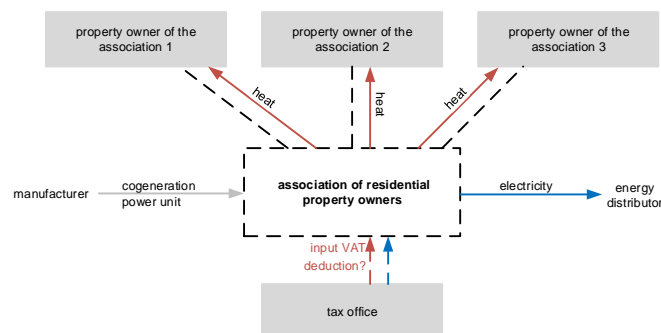 property owner of the
association 1
property owner of the
association 2
property owner of the
association 3
heat
heat
heat
manufacturer
cogeneration
power unit
association of residential
property owners
electricity
energy
distributor
input VAT
deduction?
tax office